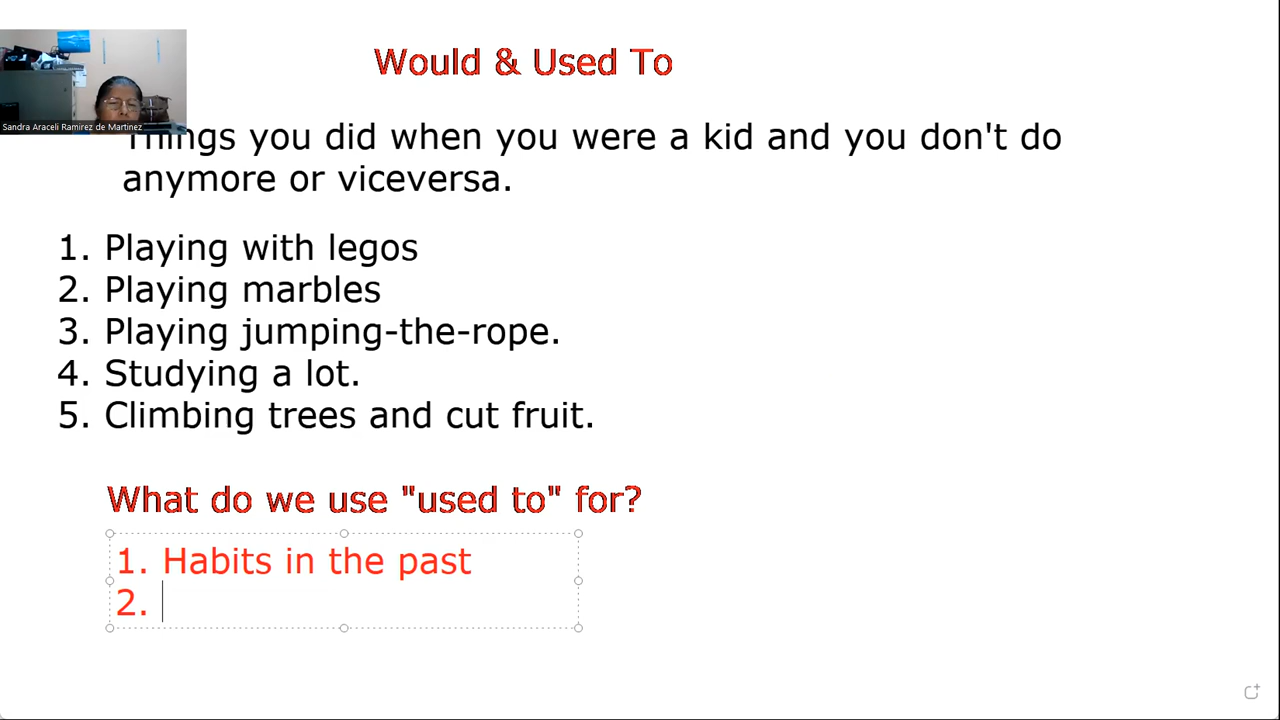 Would & Used To
Sandra Araceli Ramirez de Martinez
Things you did when you were a kid and you don't do
anymore or viceversa.
1. Playing with legos
2. Playing marbles
3. Playing jumping-the-rope.
4. Studying a lot.
5. Climbing trees and cut fruit.
What do we use "used to" for?
1. Habits in the past
2.